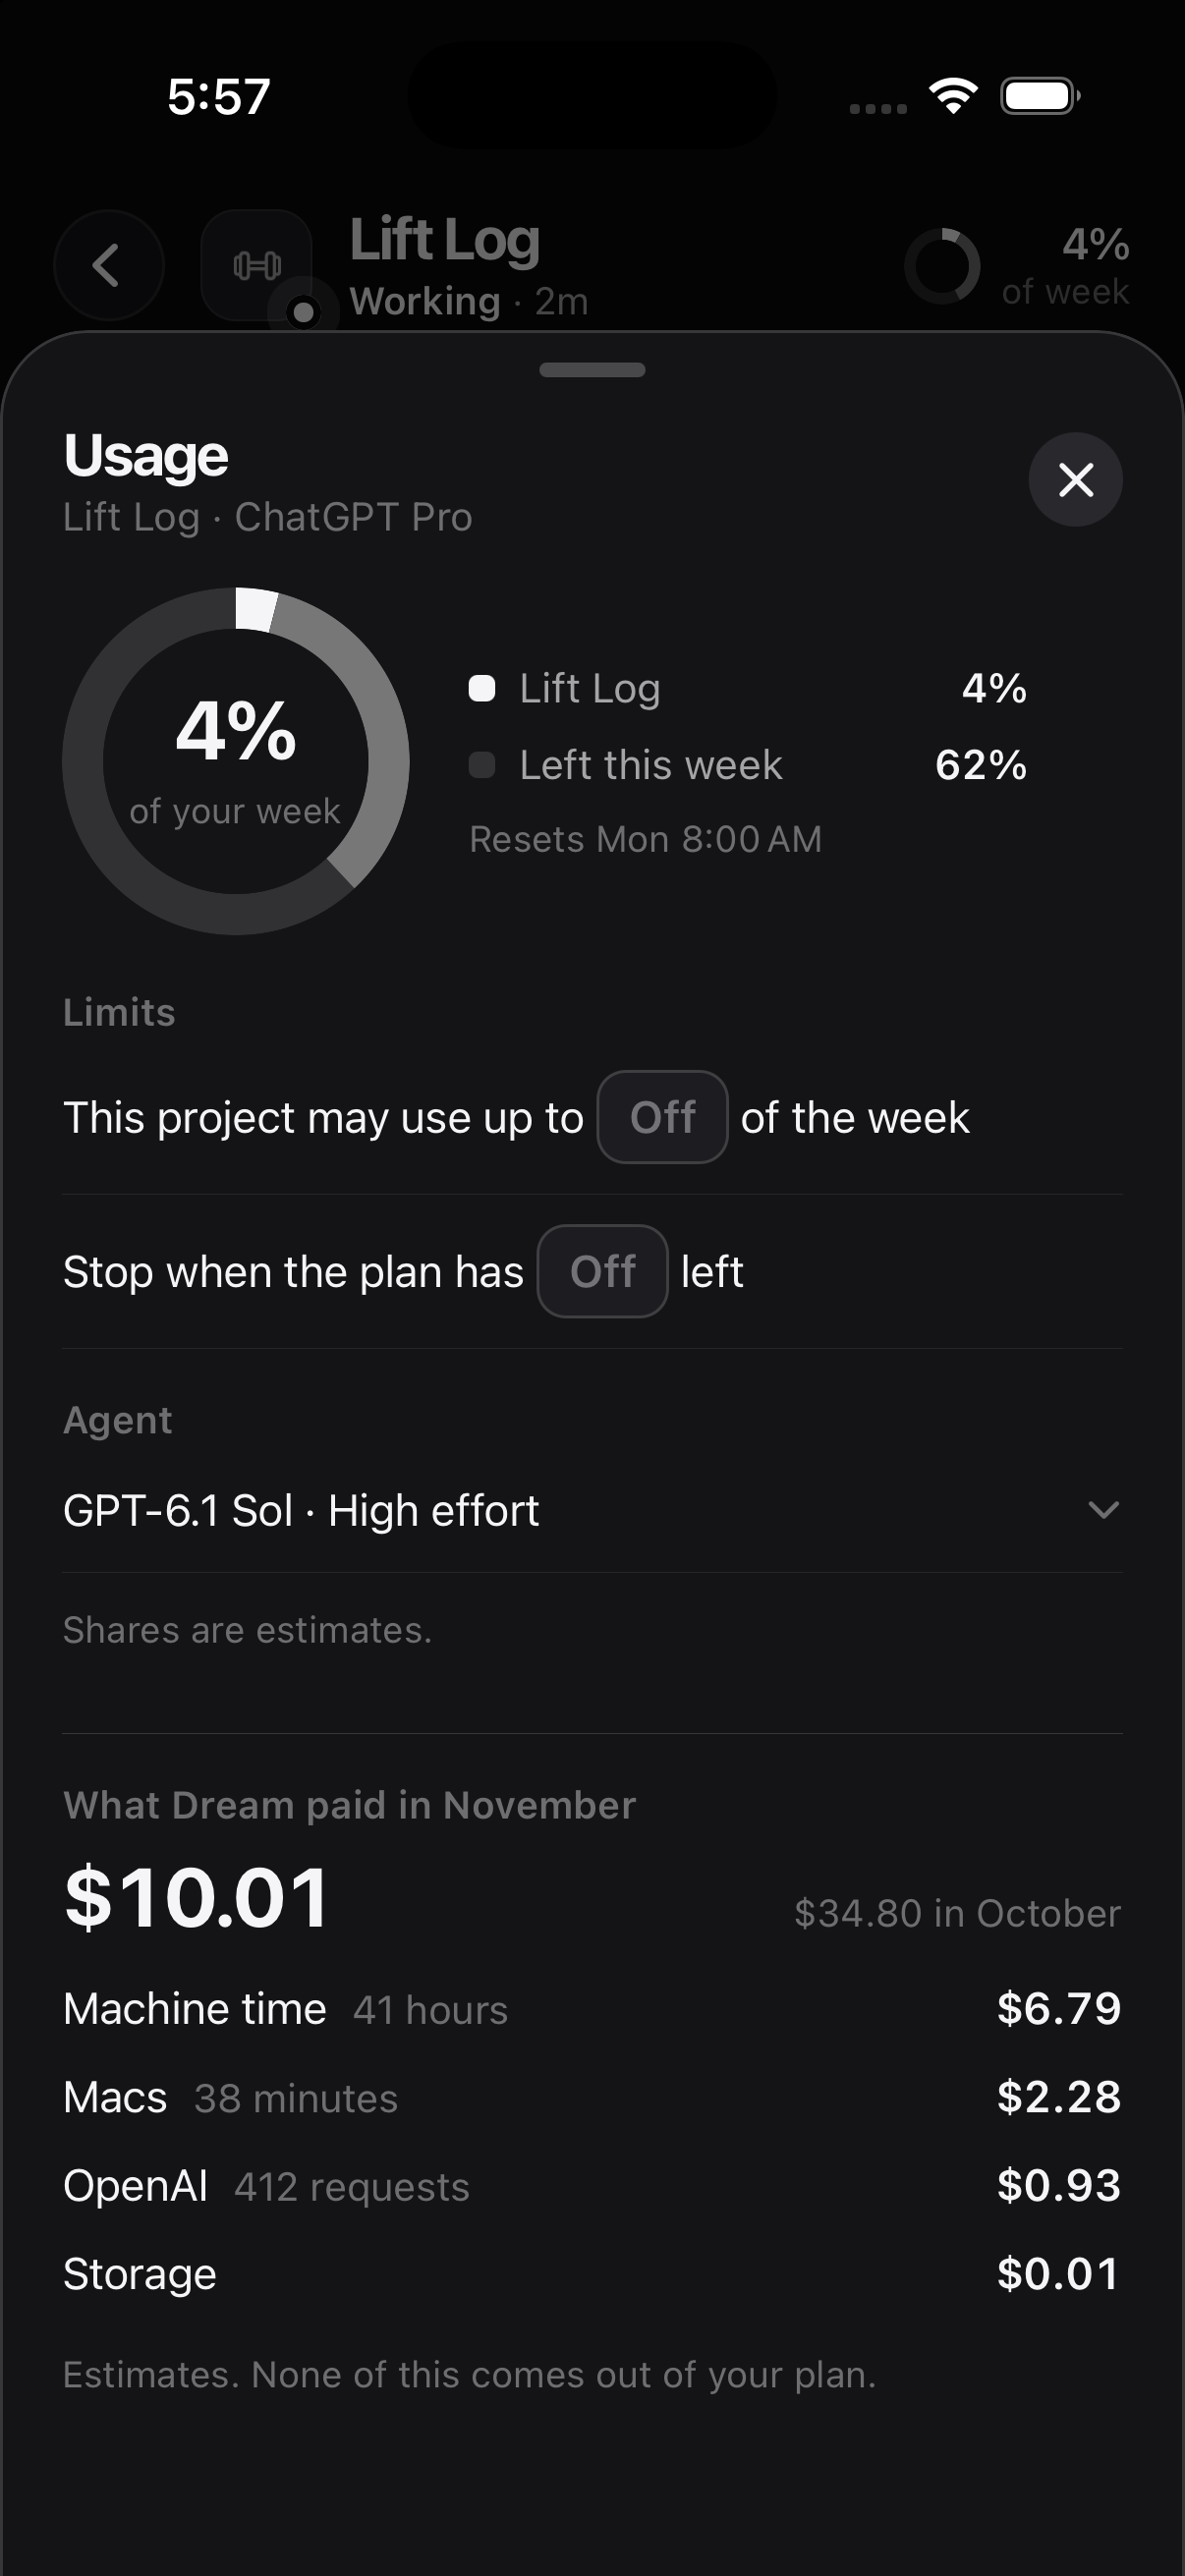 5:57
Lift Log
Working · 2m
4%
of week
Usage
Lift Log · ChatGPT Pro
4%
of your week
Lift Log 4%
Left this week 62%
Resets Mon 8:00 AM
Limits
This project may use up to Off of the week
Stop when the plan has Off left
Agent
GPT-6.1 Sol · High effort
Shares are estimates.
What Dream paid in November
$10.01
$34.80 in October
Machine time 41 hours $6.79
Macs 38 minutes $2.28
OpenAI 412 requests $0.93
Storage $0.01
Estimates. None of this comes out of your plan.